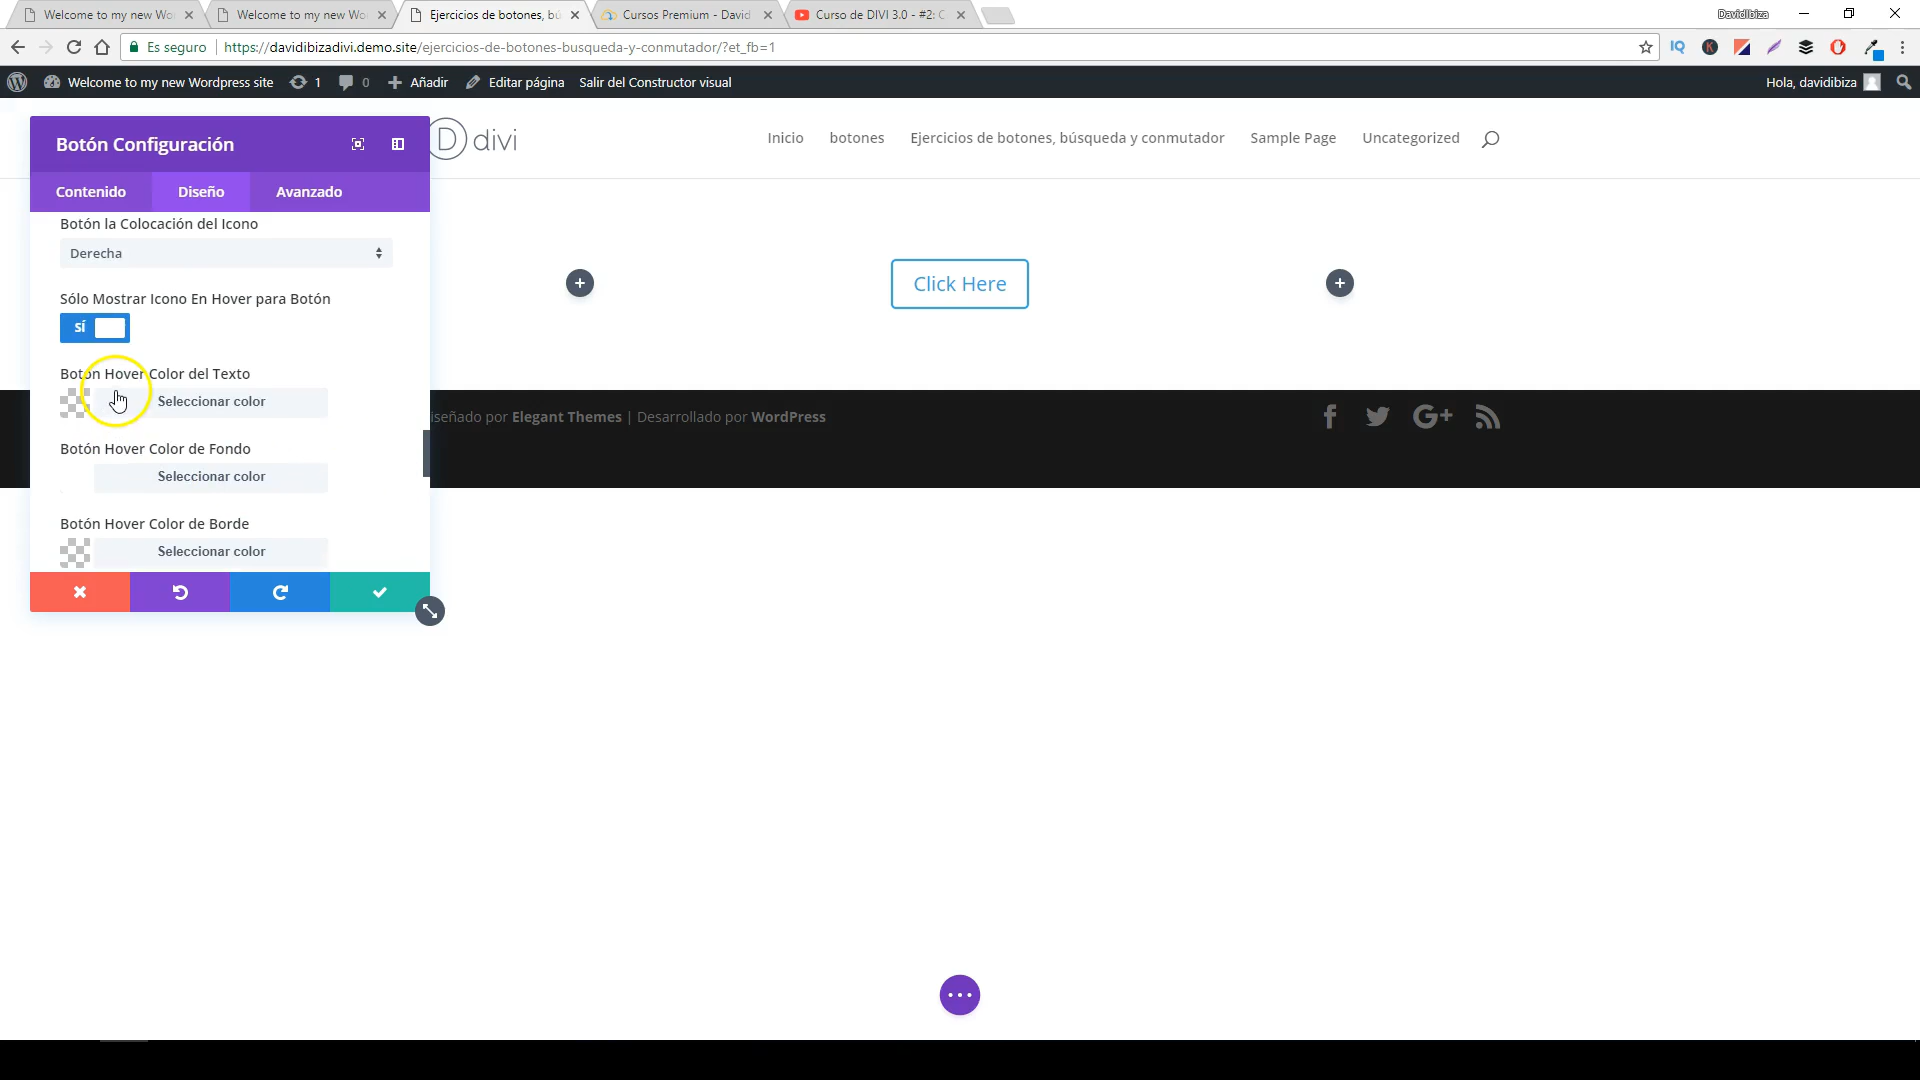 Welcome to my new Wo
Welcome to my new Wo
Ejercicios de botones, bú
Cursos Premium - David
Curso de DIVI 3.0 - #2: C
DavidIbiza
Es seguro
https://davidibizadivi.demo.site/ejercicios-de-botones-busqueda-y-conmutador/?et_fb=1
IQ
Welcome to my new Wordpress site
1
0
Añadir
Editar página
Salir del Constructor visual
Hola, davidibiza
Botón Configuración
D divi
Inicio
botones
Ejercicios de botones, búsqueda y conmutador
Sample Page
Uncategorized
Contenido
Diseño
Avanzado
Botón la Colocación del Icono
Derecha
Click Here
Sólo Mostrar Icono En Hover para Botón
SÍ
Botón Hover Color del Texto
Seleccionar color
iseñado por Elegant Themes | Desarrollado por WordPress
Botón Hover Color de Fondo
Seleccionar color
Botón Hover Color de Borde
Seleccionar color